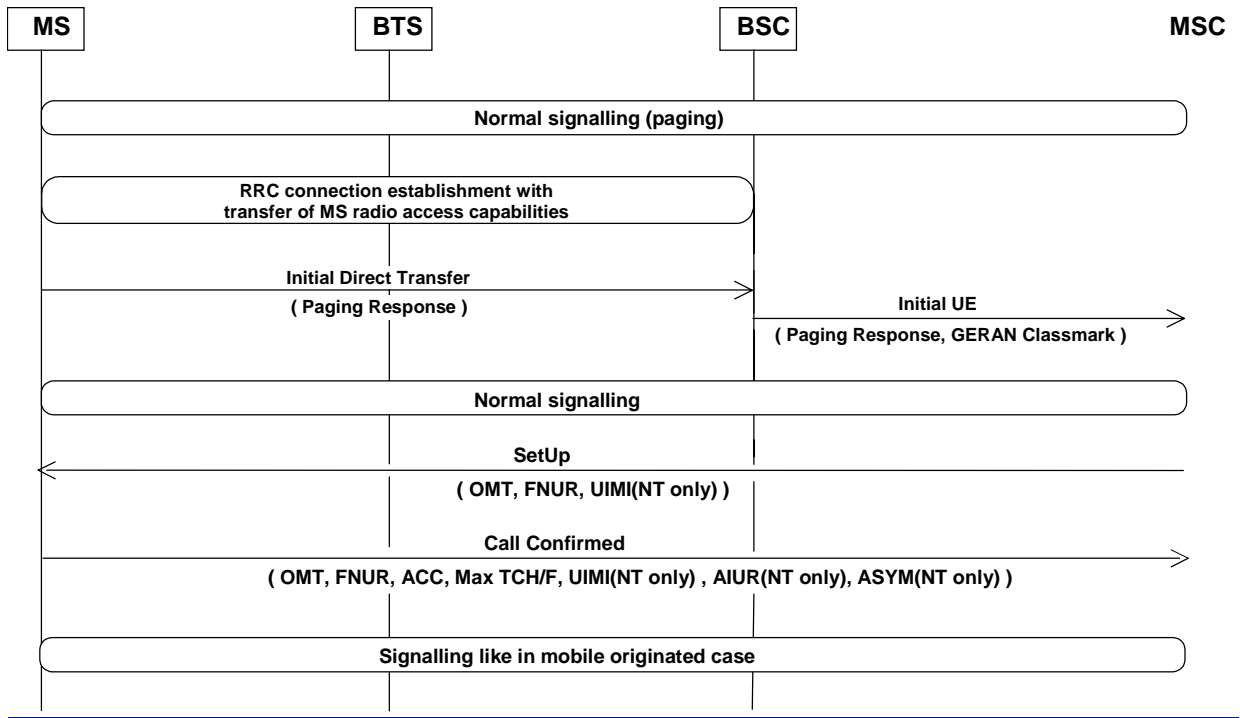 MS BTS BSC MSC
Normal signalling (paging)
RRC connection establishment with
transfer of MS radio access capabilities
Initial Direct Transfer
( Paging Response )
Initial UE
( Paging Response, GERAN Classmark )
Normal signalling
SetUp
( OMT, FNUR, UIMI(NT only) )
Call Confirmed
( OMT, FNUR, ACC, Max TCH/F, UIMI(NT only) , AIUR(NT only), ASYM(NT only) )
Signalling like in mobile originated case